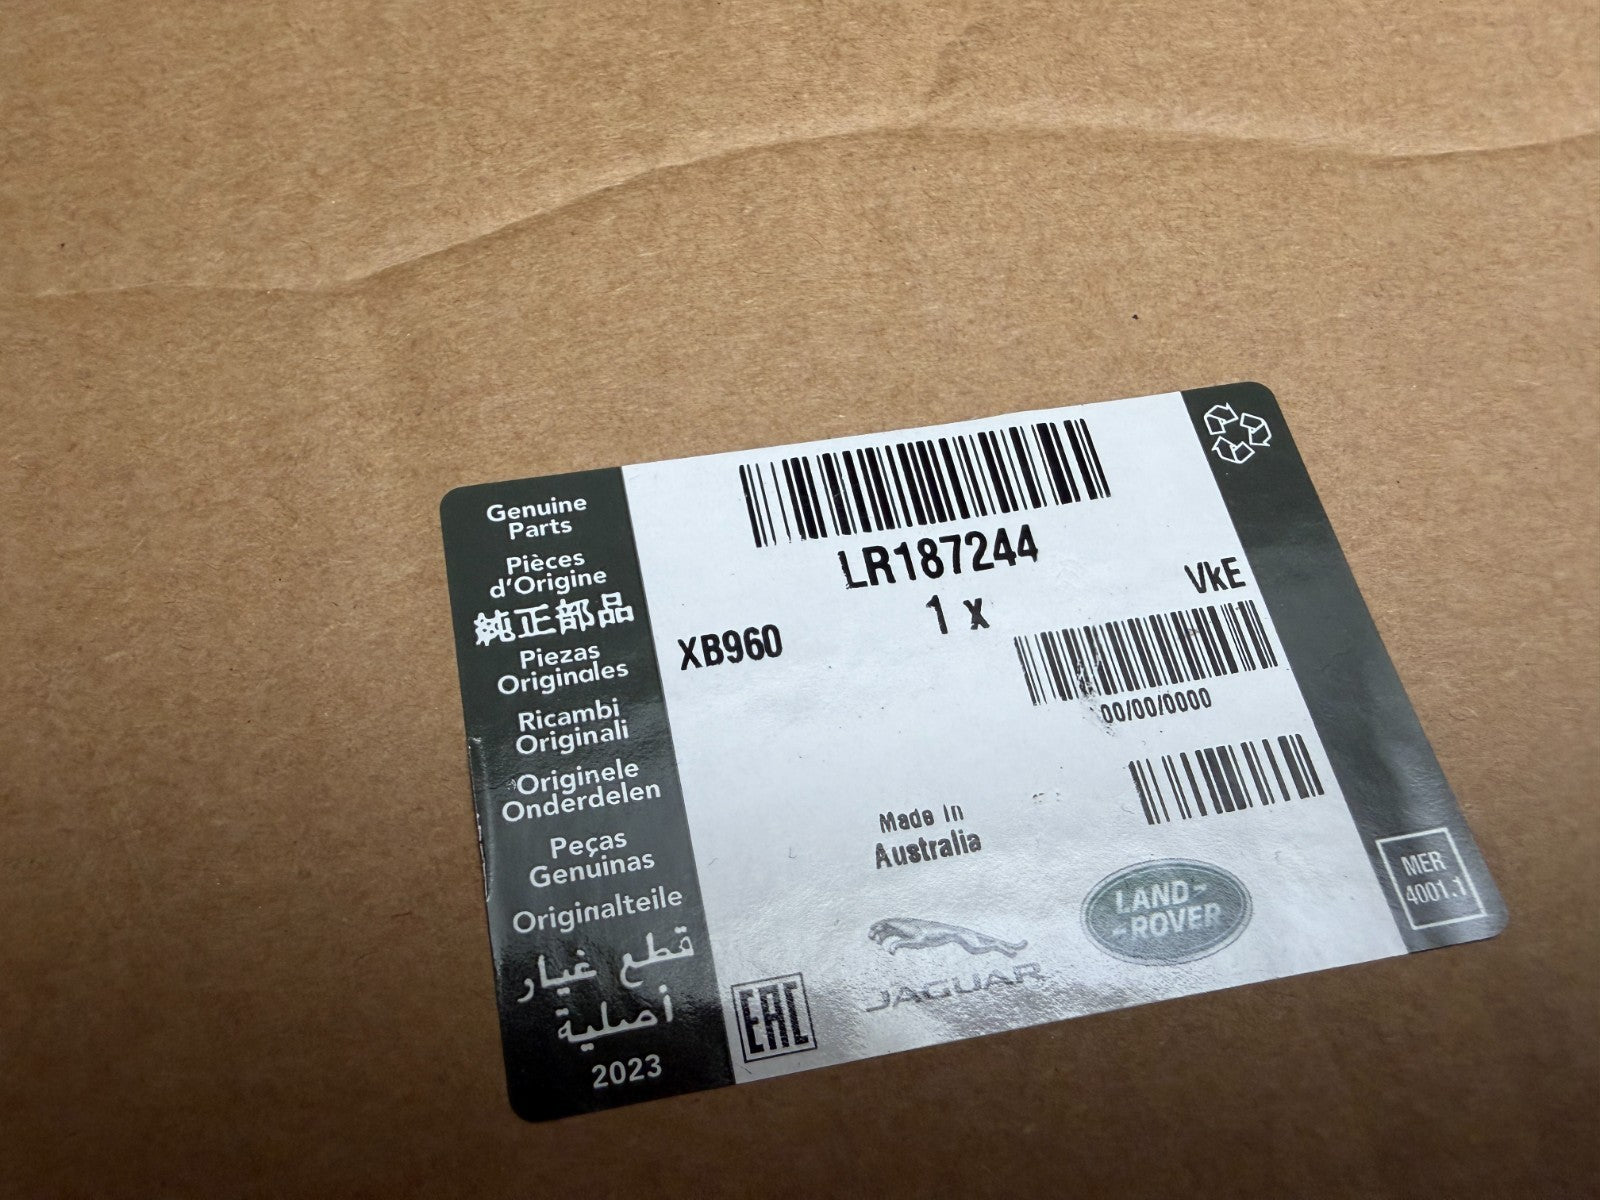 Genuine
Parts
Pièces
d'Origine
純正部品
Piezas
Originales
Ricambi
Originali
Originele
Onderdelen
Peças
Genuinas
Originalteile
قطع غيار
أصلية
2023
LR187244
1 x
VkE
XB960
00/00/0000
Made in
Australia
LAND-
-ROVER
JAGUAR
EAC
MER
4001.1